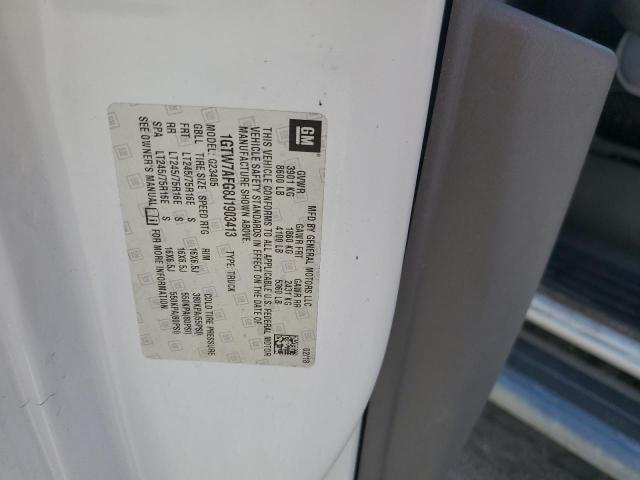 GM
MFD BY GENERAL MOTORS LLC
02/18
GVWR GAWR FRT GAWR RR
3901 KG 1860 KG 2431 KG
8600 LB 4100 LB 5360 LB
THIS VEHICLE CONFORMS TO ALL APPLICABLE U.S. FEDERAL MOTOR
VEHICLE SAFETY STANDARDS IN EFFECT ON THE DATE OF
MANUFACTURE SHOWN ABOVE.
1GTW7AFG8J1903413 TYPE: TRUCK
MODEL: G23405
GBLL TIRE SIZE SPEED RTG RIM COLD TIRE PRESSURE
FRT LT245/75R16E S 16X6.5J 380KPA(55PSI)
RR LT245/75R16E S 16X6.5J 550KPA(80PSI)
SPA LT245/75R16E S 16X6.5J 550KPA(80PSI)
SEE OWNER'S MANUAL